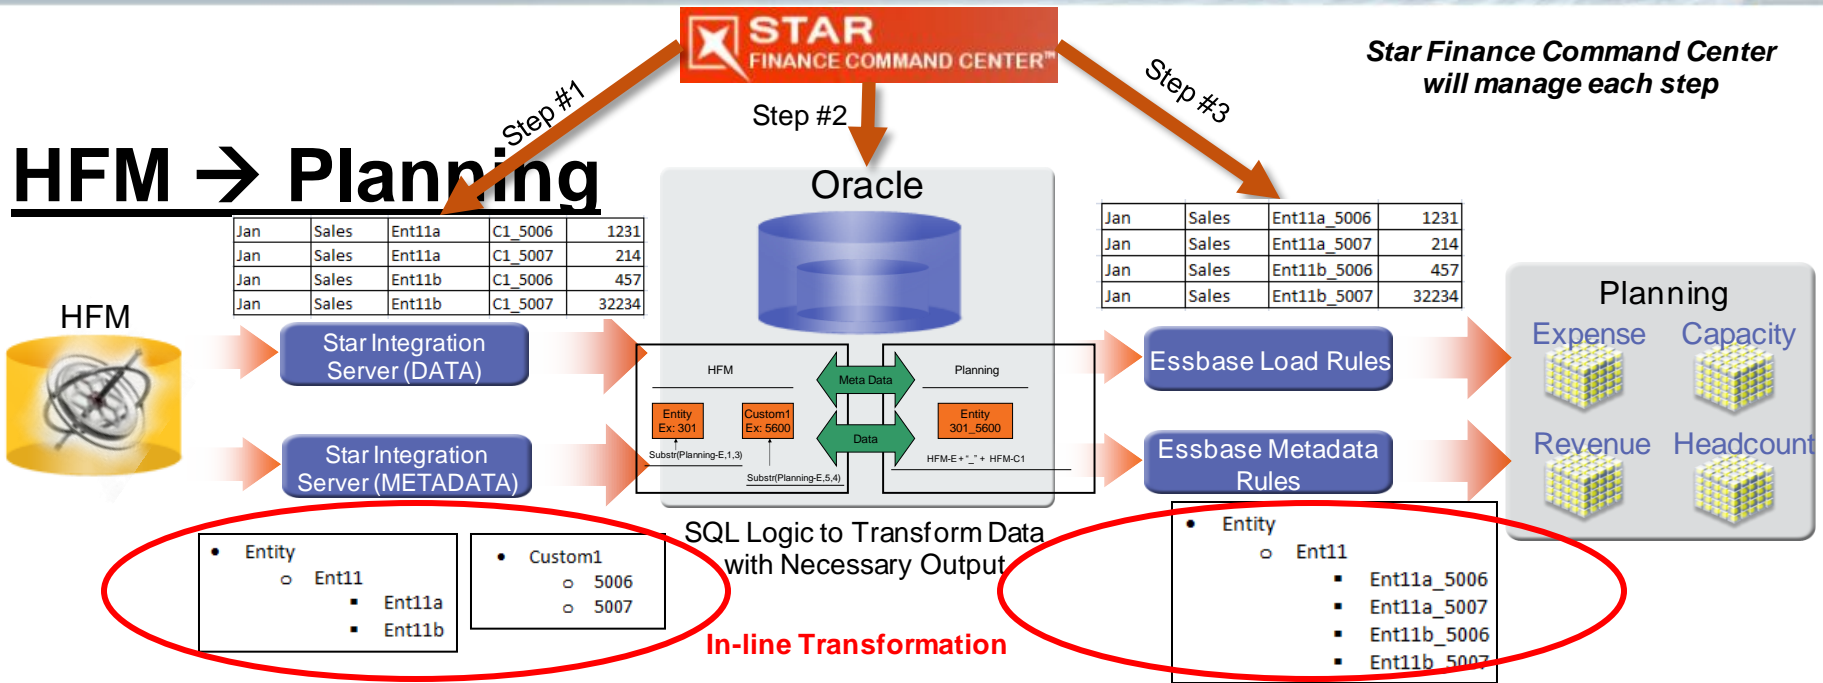 STAR
FINANCE COMMAND CENTER™
Star Finance Command Center
will manage each step
Step #1
Step #2
Step #3
HFM → Planning
Oracle
Jan Sales Ent11a C1_5006 1231
Jan Sales Ent11a C1_5007 214
Jan Sales Ent11b C1_5006 457
Jan Sales Ent11b C1_5007 32234
Jan Sales Ent11a_5006 1231
Jan Sales Ent11a_5007 214
Jan Sales Ent11b_5006 457
Jan Sales Ent11b_5007 32234
HFM
Star Integration
Server (DATA)
Star Integration
Server (METADATA)
HFM
Entity
Ex: 301
Custom1
Ex: 5600
Substr(Planning-E,1,3)
Substr(Planning-E,5,4)
Meta Data
Data
Planning
Entity
301_5600
HFM-E + "_" + HFM-C1
Essbase Load Rules
Essbase Metadata
Rules
Planning
Expense Capacity
Revenue Headcount
SQL Logic to Transform Data
with Necessary Output
In-line Transformation
• Entity
o Ent11
▪ Ent11a
▪ Ent11b
• Custom1
o 5006
o 5007
• Entity
o Ent11
▪ Ent11a_5006
▪ Ent11a_5007
▪ Ent11b_5006
▪ Ent11b_5007